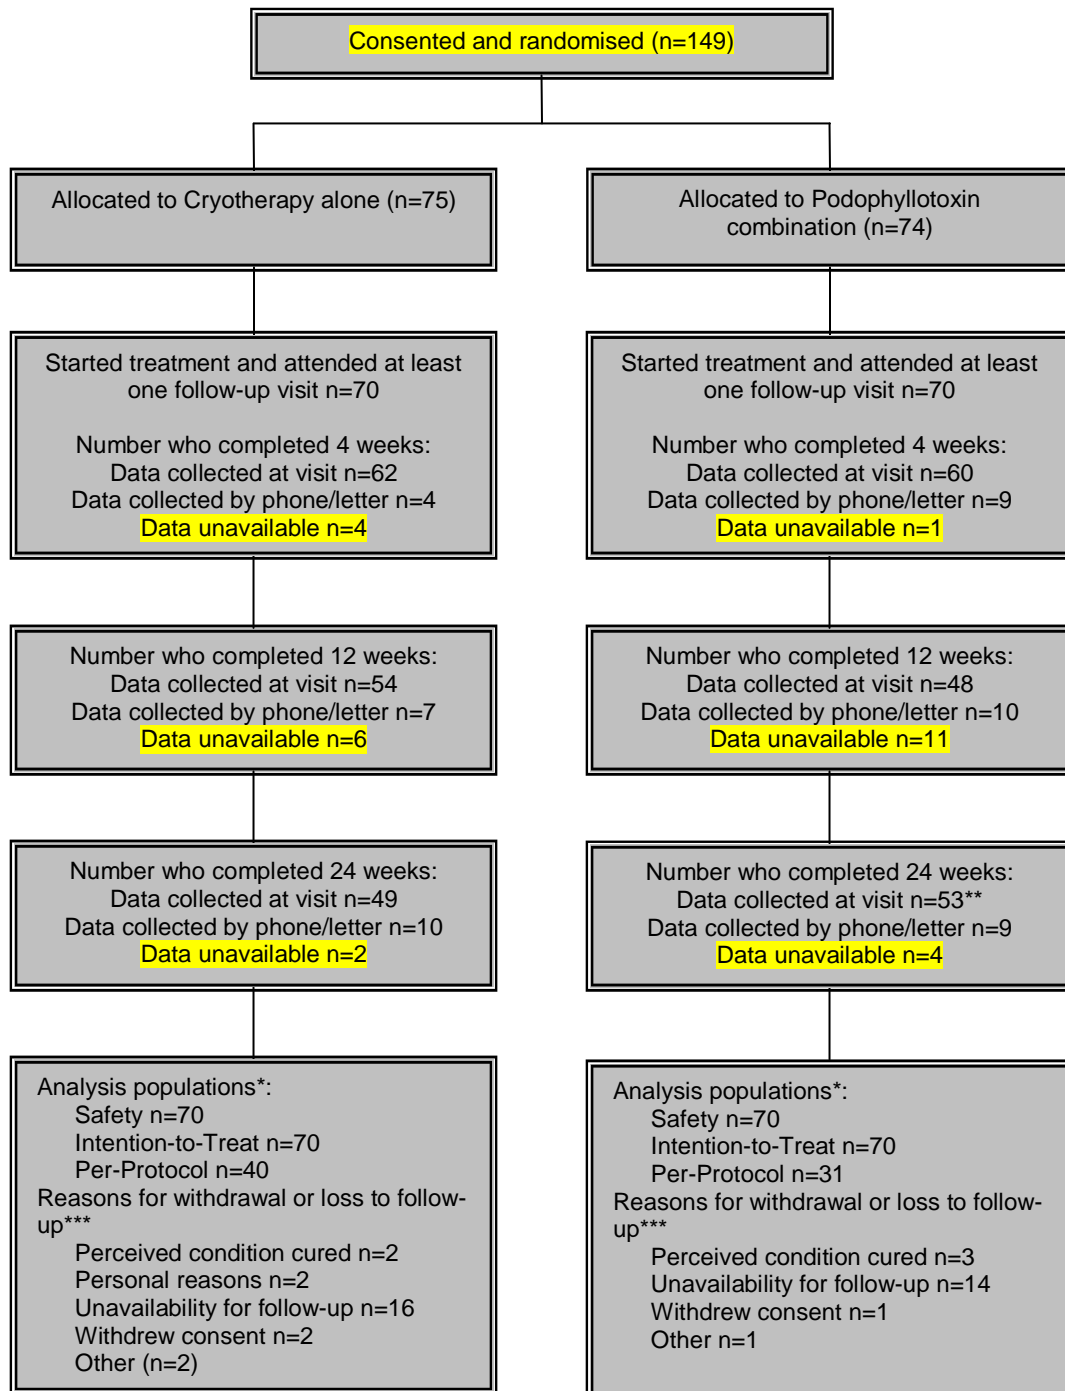 Consented and randomised (n=149)
Allocated to Cryotherapy alone (n=75)
Allocated to Podophyllotoxin
combination (n=74)
Started treatment and attended at least
one follow-up visit n=70
Number who completed 4 weeks:
Data collected at visit n=62
Data collected by phone/letter n=4
Data unavailable n=4
Started treatment and attended at least
one follow-up visit n=70
Number who completed 4 weeks:
Data collected at visit n=60
Data collected by phone/letter n=9
Data unavailable n=1
Number who completed 12 weeks:
Data collected at visit n=54
Data collected by phone/letter n=7
Data unavailable n=6
Number who completed 12 weeks:
Data collected at visit n=48
Data collected by phone/letter n=10
Data unavailable n=11
Number who completed 24 weeks:
Data collected at visit n=49
Data collected by phone/letter n=10
Data unavailable n=2
Number who completed 24 weeks:
Data collected at visit n=53**
Data collected by phone/letter n=9
Data unavailable n=4
Analysis populations*:
Safety n=70
Intention-to-Treat n=70
Per-Protocol n=40
Reasons for withdrawal or loss to follow-
up***
Perceived condition cured n=2
Personal reasons n=2
Unavailability for follow-up n=16
Withdrew consent n=2
Other (n=2)
Analysis populations*:
Safety n=70
Intention-to-Treat n=70
Per-Protocol n=31
Reasons for withdrawal or loss to follow-
up***
Perceived condition cured n=3
Unavailability for follow-up n=14
Withdrew consent n=1
Other n=1